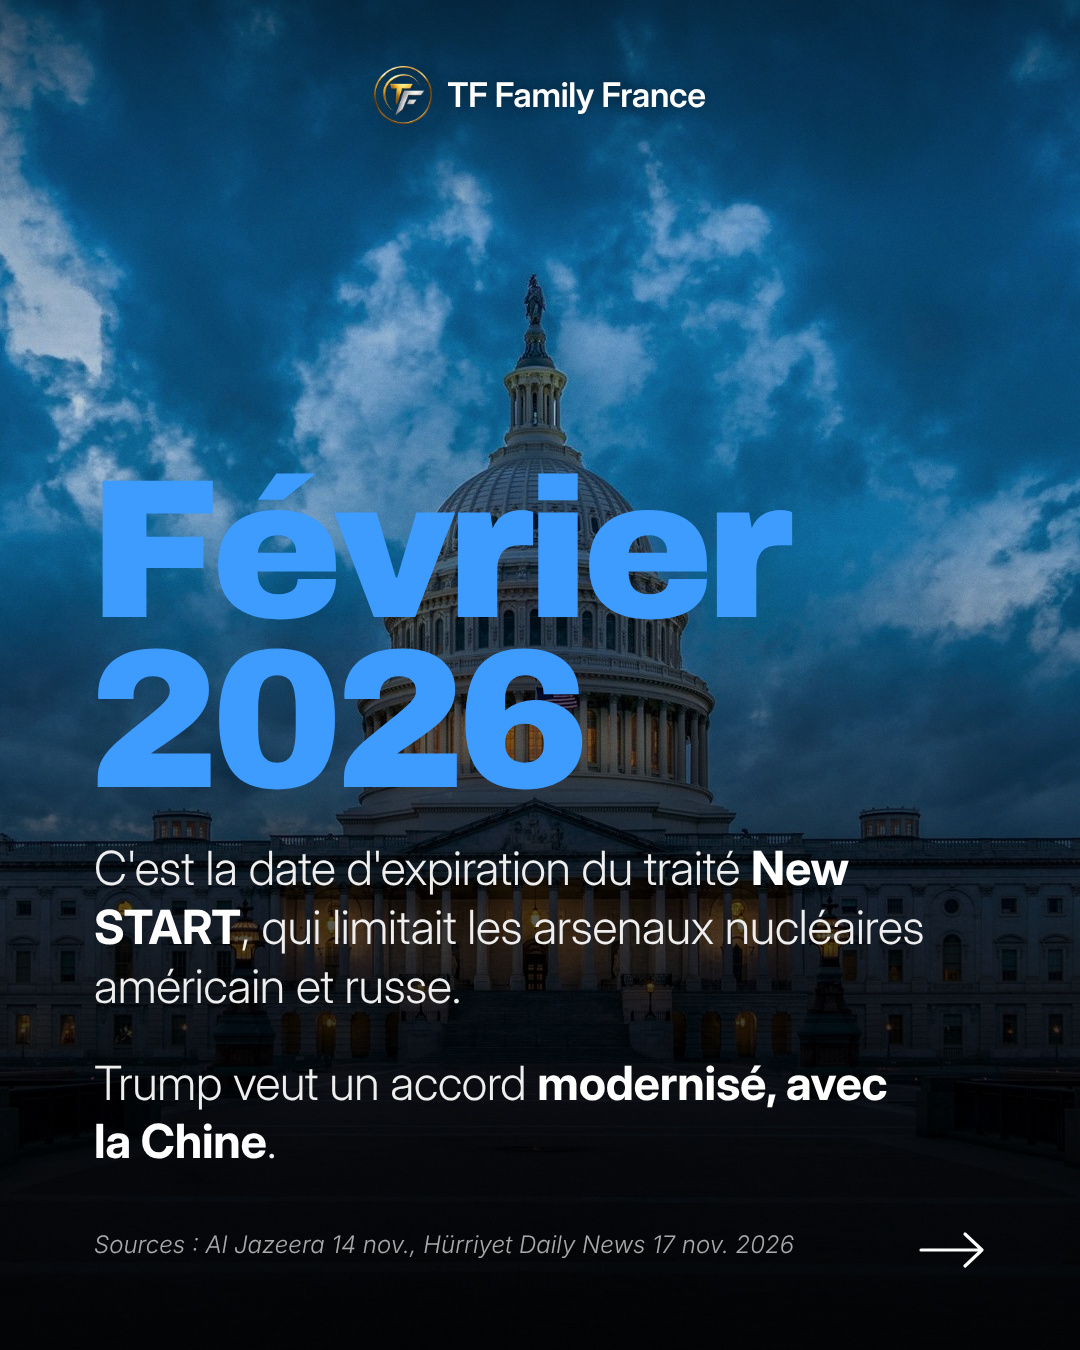 TF Family France
Février
2026
C'est la date d'expiration du traité New
START, qui limitait les arsenaux nucléaires
américain et russe.
Trump veut un accord modernisé, avec
la Chine.
Sources : Al Jazeera 14 nov., Hürriyet Daily News 17 nov. 2026